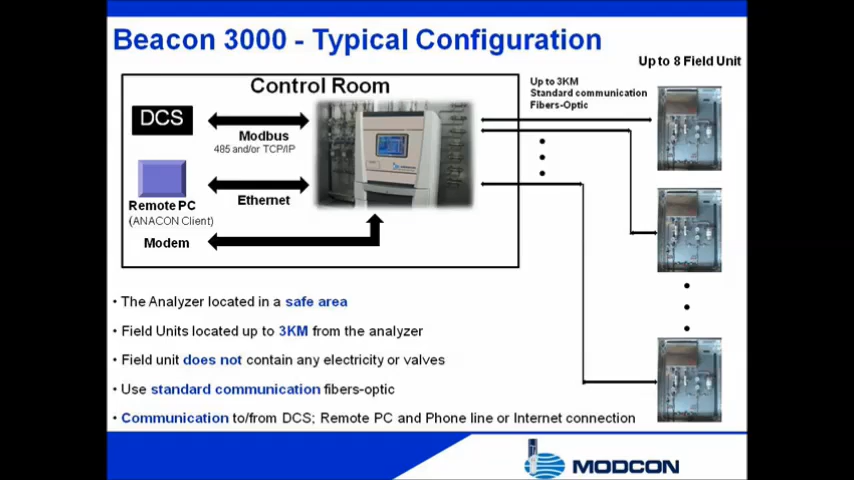 Beacon 3000 - Typical Configuration
Up to 8 Field Unit
Control Room
Up to 3KM
Standard communication
Fibers-Optic
DCS
Modbus
485 and/or TCP/IP
Remote PC
(ANACON Client)
Ethernet
Modem
MODCON
• The Analyzer located in a safe area
• Field Units located up to 3KM from the analyzer
• Field unit does not contain any electricity or valves
• Use standard communication fibers-optic
• Communication to/from DCS; Remote PC and Phone line or Internet connection
MODCON